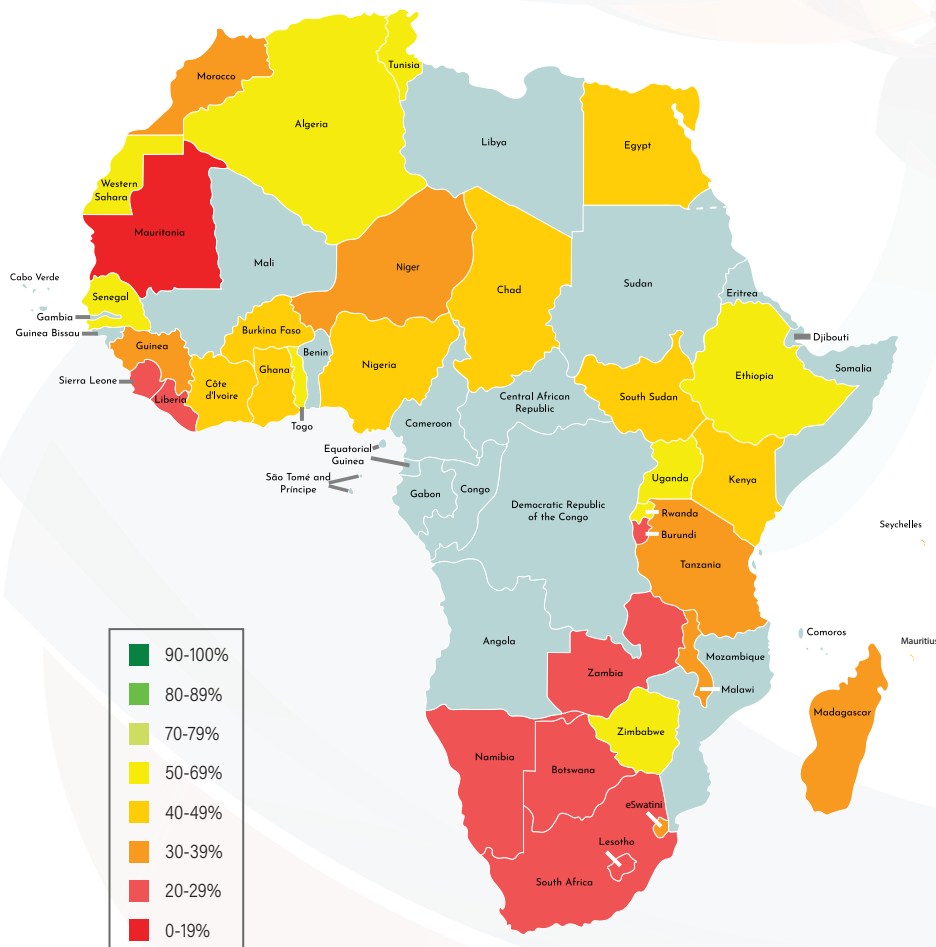 Tunisia
Morocco
Algeria
Libya
Egypt
Western
Sahara
Mauritania
Mali
Niger
Chad
Sudan
Cabo Verde
Senegal
Eritrea
Gambia
Guinea Bissau
Burkina Faso
Djibouti
Guinea
Benin
Ghana
Nigeria
Somalia
Sierra Leone
Liberia
Côte
d'Ivoire
Ethiopia
Togo
Central African
Republic
South Sudan
Cameroon
Equatorial
Guinea
São Tomé and
Príncipe
Gabon
Congo
Democratic Republic
of the Congo
Uganda
Kenya
Rwanda
Burundi
Seychelles
Tanzania
Angola
Comoros
Mauritius
Mozambique
Zambia
Malawi
Madagascar
Zimbabwe
Namibia
Botswana
eSwatini
Lesotho
South Africa
90-100%
80-89%
70-79%
50-69%
40-49%
30-39%
20-29%
0-19%